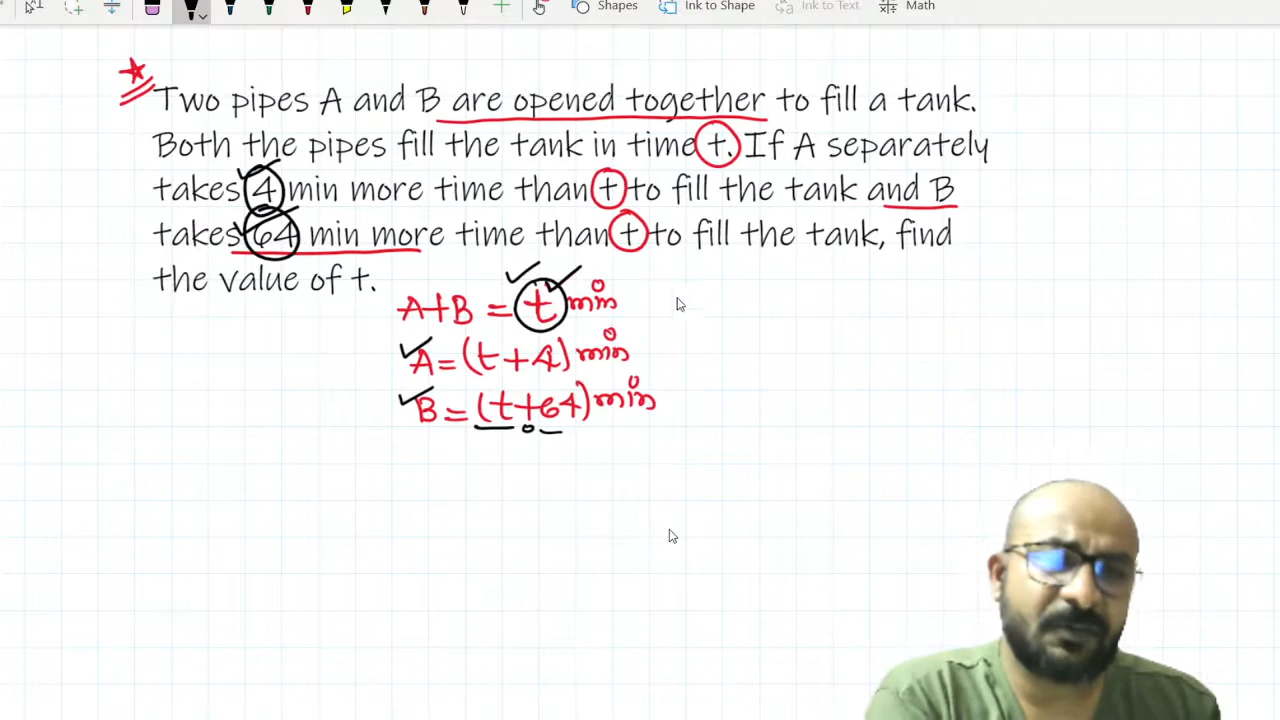 Shapes Ink to Shape Ink to Text Math
Two pipes A and B are opened together to fill a tank.
Both the pipes fill the tank in time t. If A separately
takes 4 min more time than t to fill the tank and B
takes 64 min more time than t to fill the tank, find
the value of t.
A+B = t min
A = (t+4) min
B = (t+64) min